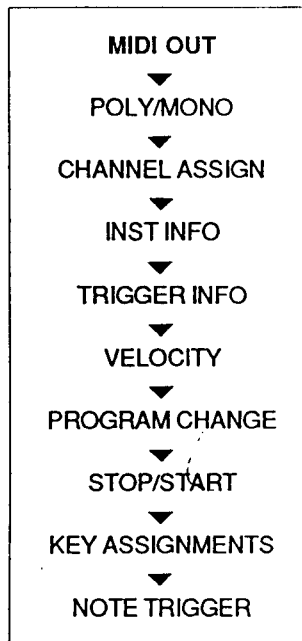 MIDI OUT
POLY/MONO
CHANNEL ASSIGN
INST INFO
TRIGGER INFO
VELOCITY
PROGRAM CHANGE
STOP/START
KEY ASSIGNMENTS
NOTE TRIGGER